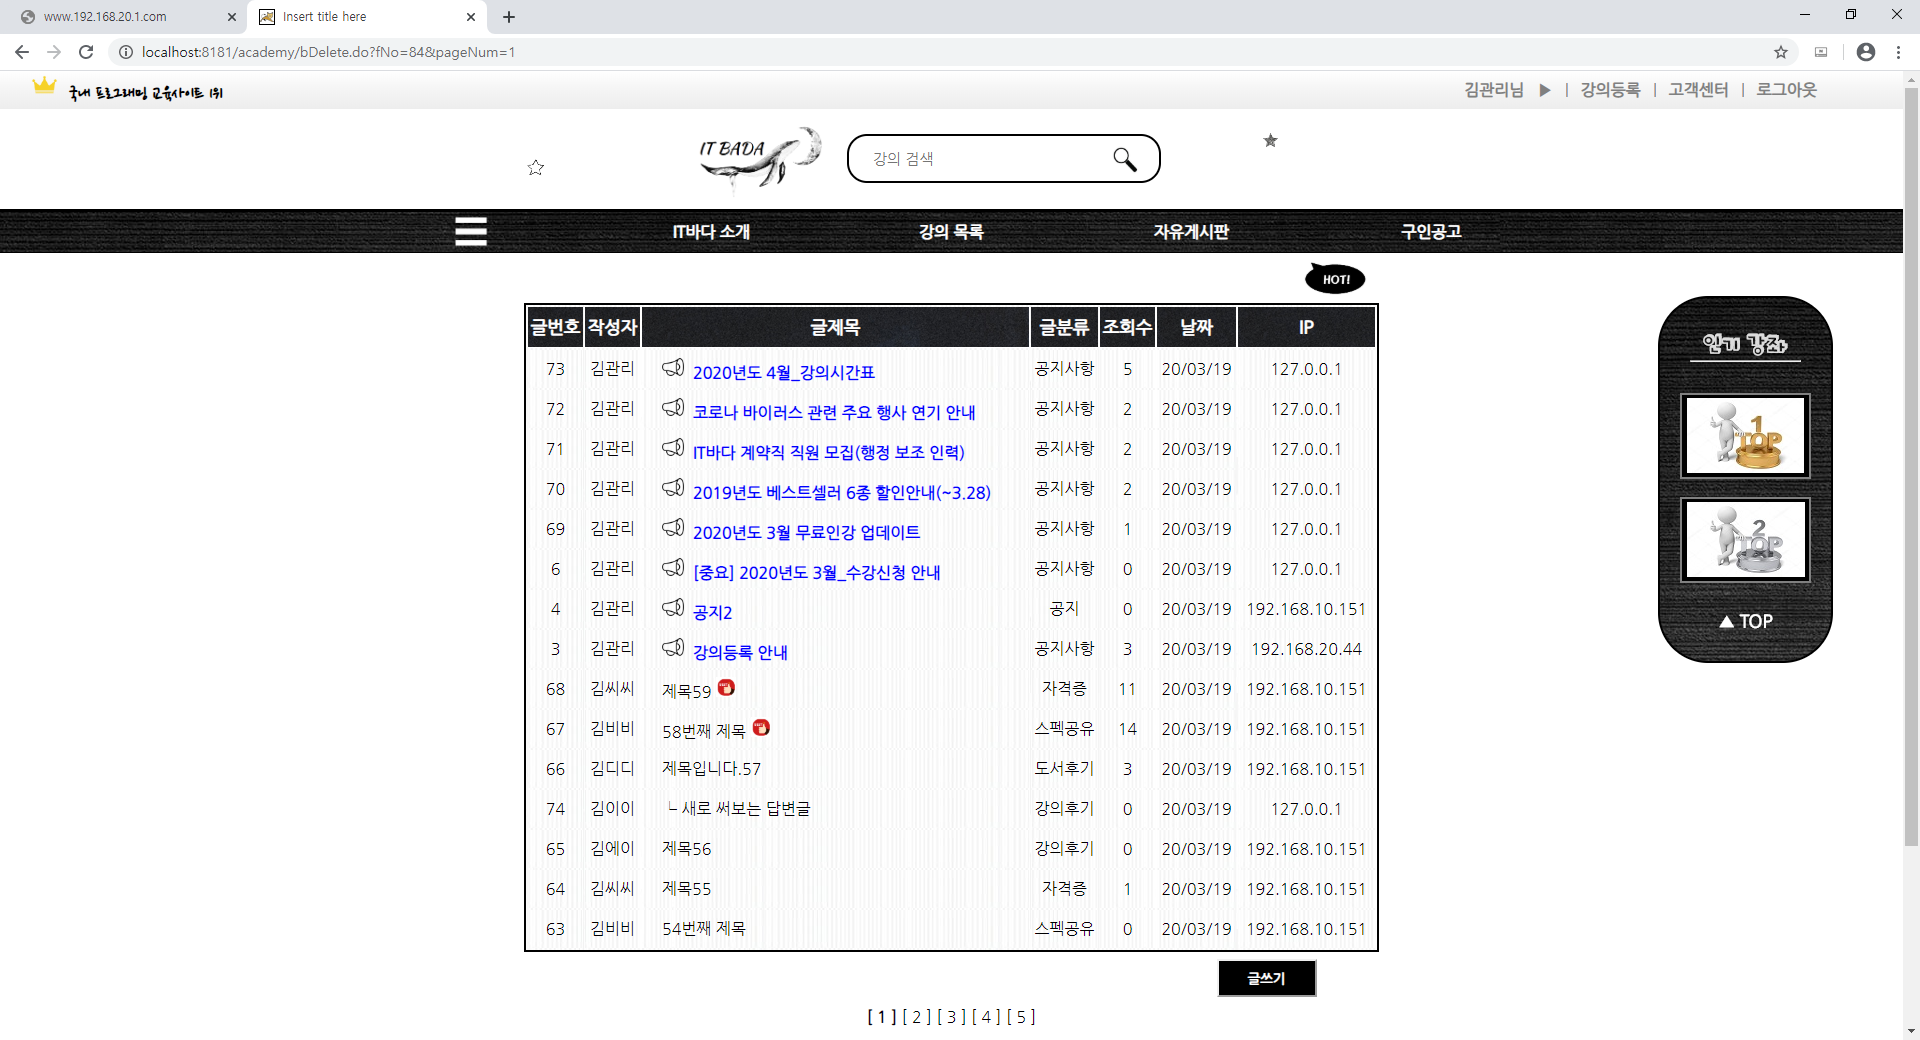 www.192.168.20.1.com
Insert title here
localhost:8181/academy/bDelete.do?fNo=84&pageNum=1
국내 프로그래밍 교육사이트 1위
김관리님 ▶ | 강의등록 | 고객센터 | 로그아웃
IT BADA
강의 검색
IT바다 소개 강의 목록 자유게시판 구인공고
HOT!
글번호 작성자 글제목 글분류 조회수 날짜 IP
73 김관리 2020년도 4월_강의시간표 공지사항 5 20/03/19 127.0.0.1
72 김관리 코로나 바이러스 관련 주요 행사 연기 안내 공지사항 2 20/03/19 127.0.0.1
71 김관리 IT바다 계약직 직원 모집(행정 보조 인력) 공지사항 2 20/03/19 127.0.0.1
70 김관리 2019년도 베스트셀러 6종 할인안내(~3.28) 공지사항 2 20/03/19 127.0.0.1
69 김관리 2020년도 3월 무료인강 업데이트 공지사항 1 20/03/19 127.0.0.1
6 김관리 [중요] 2020년도 3월_수강신청 안내 공지사항 0 20/03/19 127.0.0.1
4 김관리 공지2 공지 0 20/03/19 192.168.10.151
3 김관리 강의등록 안내 공지사항 3 20/03/19 192.168.20.44
68 김씨씨 제목59 자격증 11 20/03/19 192.168.10.151
67 김비비 58번째 제목 스펙공유 14 20/03/19 192.168.10.151
66 김디디 제목입니다.57 도서후기 3 20/03/19 192.168.10.151
74 김이이 ㄴ새로 써보는 답변글 강의후기 0 20/03/19 127.0.0.1
65 김에이 제목56 강의후기 0 20/03/19 192.168.10.151
64 김씨씨 제목55 자격증 1 20/03/19 192.168.10.151
63 김비비 54번째 제목 스펙공유 0 20/03/19 192.168.10.151
글쓰기
[ 1 ] [ 2 ] [ 3 ] [ 4 ] [ 5 ]
인기 강좌
1
TOP
2
TOP
▲ TOP